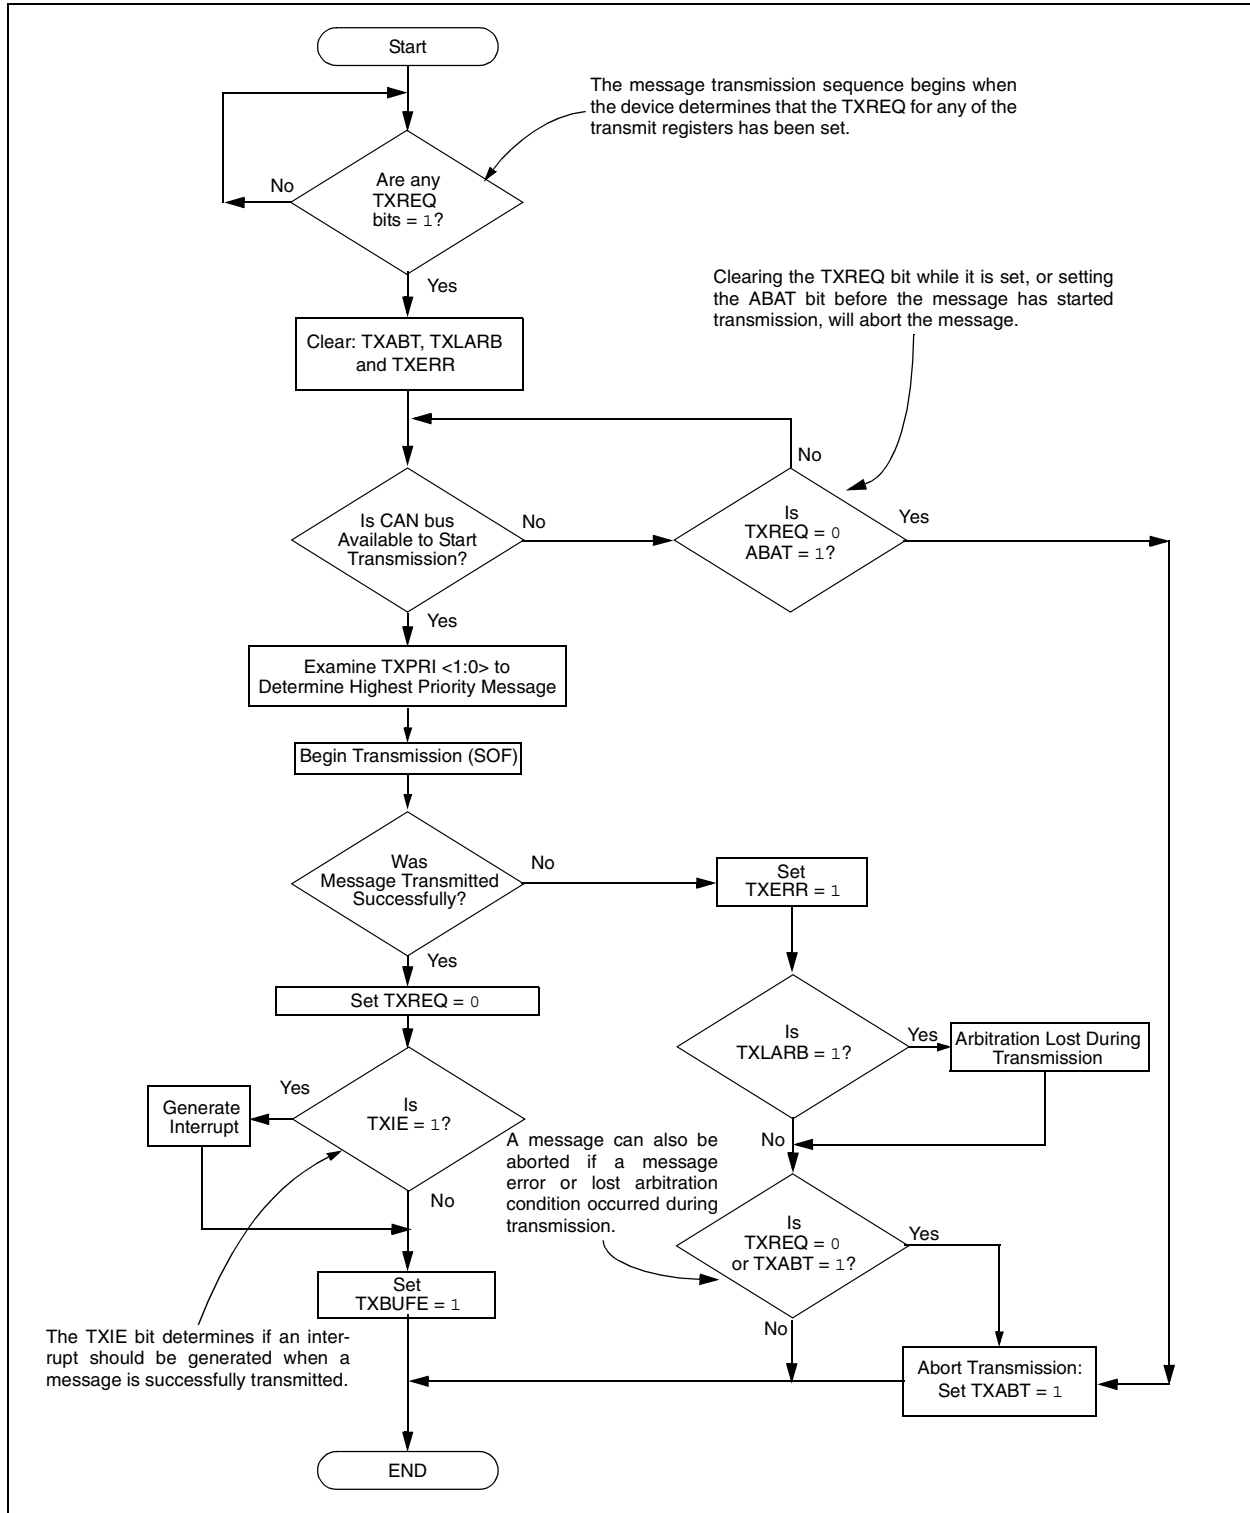 Start
The message transmission sequence begins when
the device determines that the TXREQ for any of the
transmit registers has been set.
Are any
TXREQ
bits = 1?
No
Yes
Clearing the TXREQ bit while it is set, or setting
the ABAT bit before the message has started
transmission, will abort the message.
Clear: TXABT, TXLARB
and TXERR
No
Is CAN bus
Available to Start
Transmission?
No
Is
TXREQ = 0
ABAT = 1?
Yes
Yes
Examine TXPRI <1:0> to
Determine Highest Priority Message
Begin Transmission (SOF)
Was
Message Transmitted
Successfully?
No
Set
TXERR = 1
Yes
Set TXREQ = 0
Is
TXLARB = 1?
Yes
Arbitration Lost During
Transmission
Yes
Generate
Interrupt
Is
TXIE = 1?
No
A message can also be
aborted if a message
error or lost arbitration
condition occurred during
transmission.
No
Is
TXREQ = 0
or TXABT = 1?
Yes
Set
TXBUFE = 1
No
The TXIE bit determines if an inter-
rupt should be generated when a
message is successfully transmitted.
Abort Transmission:
Set TXABT = 1
END